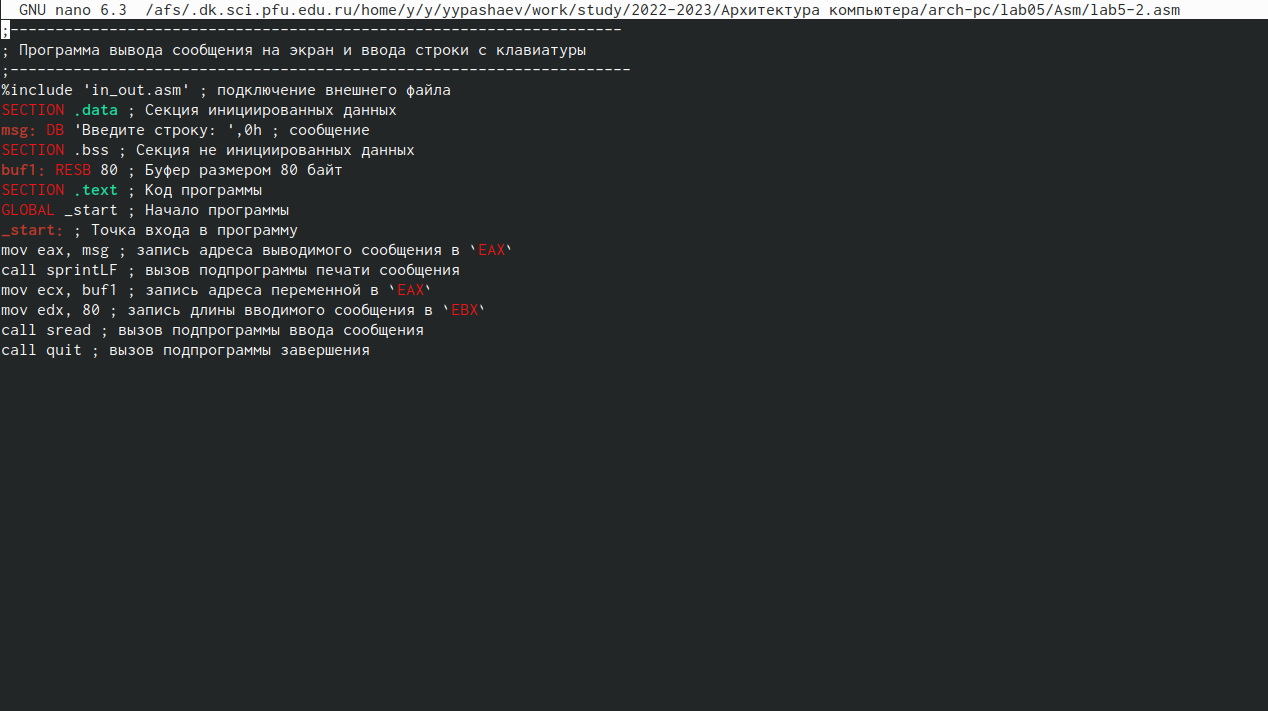 GNU nano 6.3 /afs/.dk.sci.pfu.edu.ru/home/y/y/yypashaev/work/study/2022-2023/Архитектура компьютера/arch-pc/lab05/Asm/lab5-2.asm
;--------------------------------------------------------------------
; Программа вывода сообщения на экран и ввода строки с клавиатуры
;---------------------------------------------------------------------
%include 'in_out.asm' ; подключение внешнего файла
SECTION .data ; Секция инициированных данных
msg: DB 'Введите строку: ',0h ; сообщение
SECTION .bss ; Секция не инициированных данных
buf1: RESB 80 ; Буфер размером 80 байт
SECTION .text ; Код программы
GLOBAL _start ; Начало программы
_start: ; Точка входа в программу
mov eax, msg ; запись адреса выводимого сообщения в `EAX`
call sprintLF ; вызов подпрограммы печати сообщения
mov ecx, buf1 ; запись адреса переменной в `EAX`
mov edx, 80 ; запись длины вводимого сообщения в `EBX`
call sread ; вызов подпрограммы ввода сообщения
call quit ; вызов подпрограммы завершения